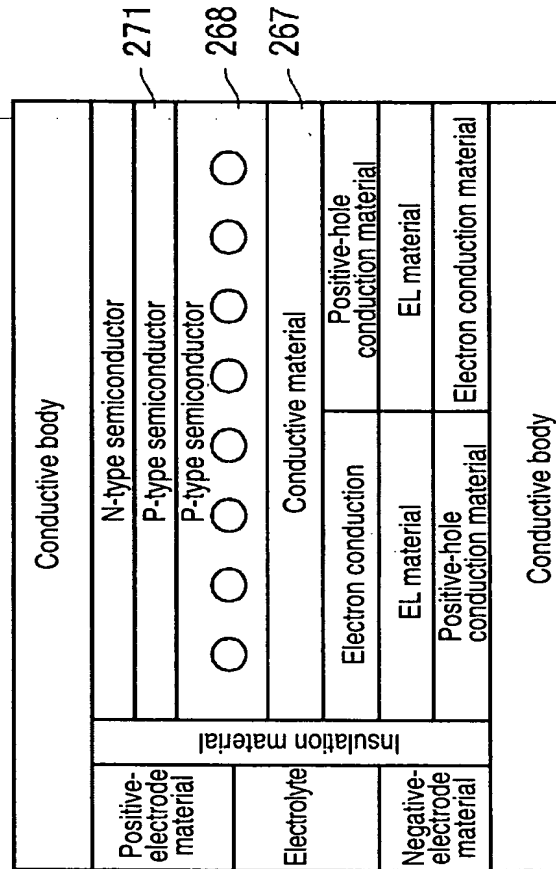 Conductive body
N-type semiconductor
P-type semiconductor
271
P-type semiconductor
268
Conductive material
267
Electron conduction
Positive-hole
conduction material
EL material
EL material
Positive-hole
conduction material
Electron conduction material
Insulation material
Positive-
electrode
material
Electrolyte
Negative-
electrode
material
Conductive body